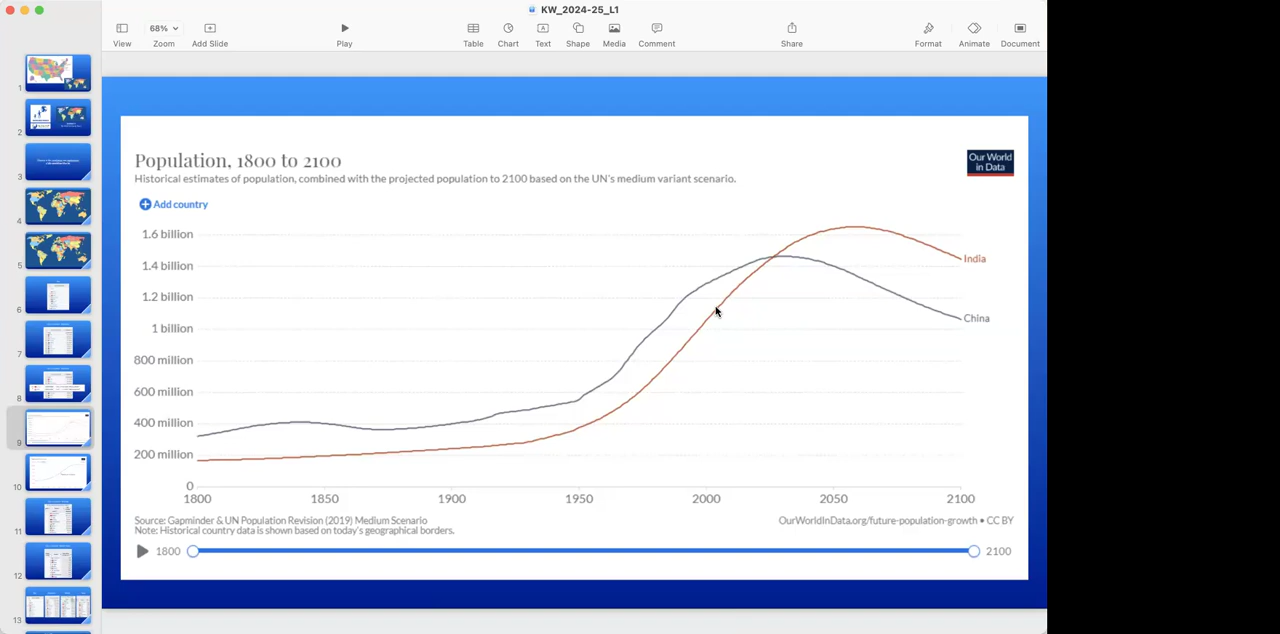 KW_2024-25_L1
68%
View
Zoom
Add Slide
Play
Table
Chart
Text
Shape
Media
Comment
Share
Format
Animate
Document
1
2
3
4
5
6
7
8
9
10
11
12
13
Population, 1800 to 2100
Historical estimates of population, combined with the projected population to 2100 based on the UN's medium variant scenario.
Our World
in Data
Add country
1.6 billion
1.4 billion
1.2 billion
1 billion
800 million
600 million
400 million
200 million
0
India
China
1800
1850
1900
1950
2000
2050
2100
Source: Gapminder & UN Population Revision (2019) Medium Scenario
Note: Historical country data is shown based on today's geographical borders.
OurWorldInData.org/future-population-growth • CC BY
1800
2100